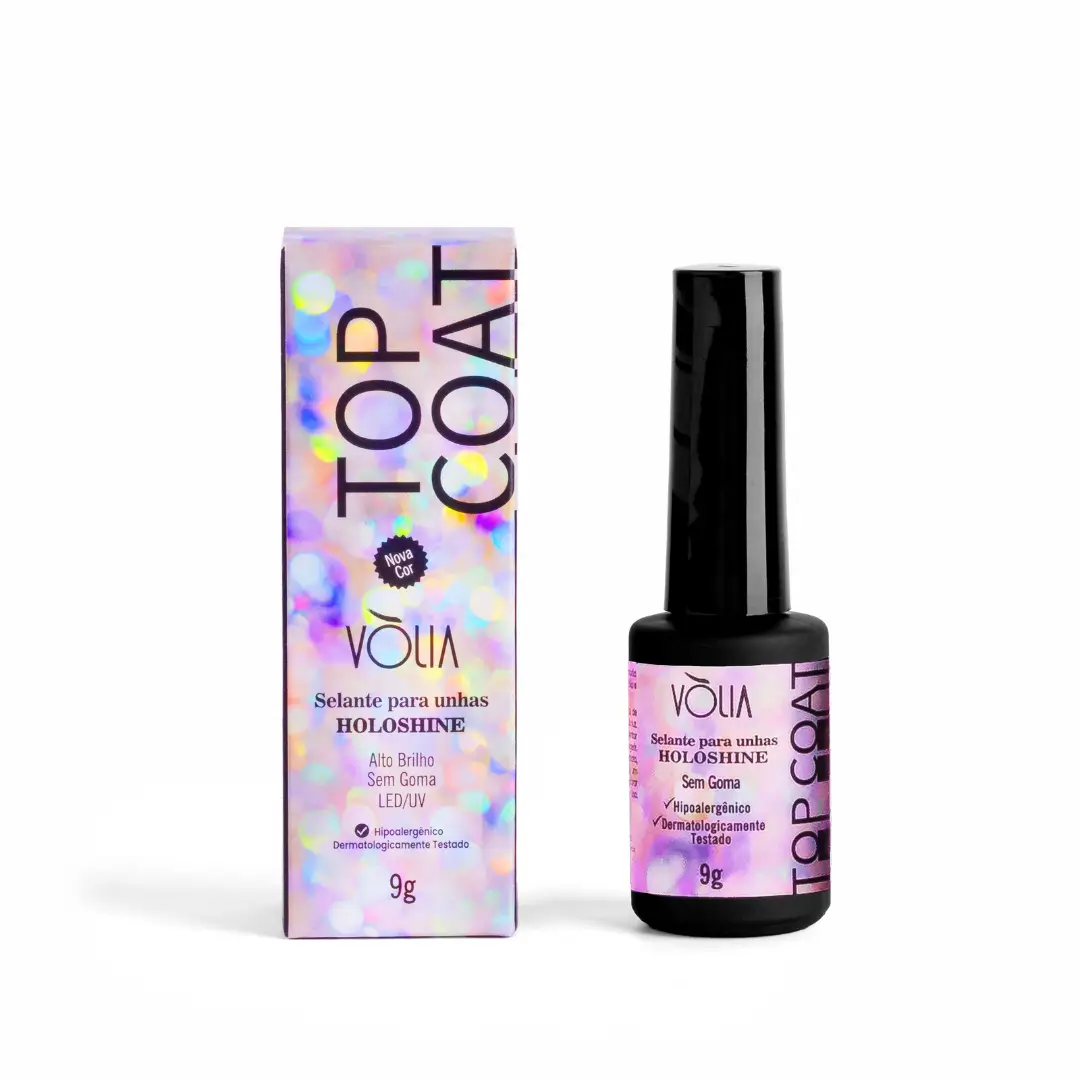 TOP
COAT
Nova
Cor
VÒLIA
Selante para unhas
HOLOSHINE
Alto Brilho
Sem Goma
LED/UV
Hipoalergênico
Dermatologicamente Testado
9g
VÒLIA
Selante para unhas
HOLOSHINE
Sem Goma
Hipoalergênico
Dermatologicamente
Testado
9g
TOP COAT